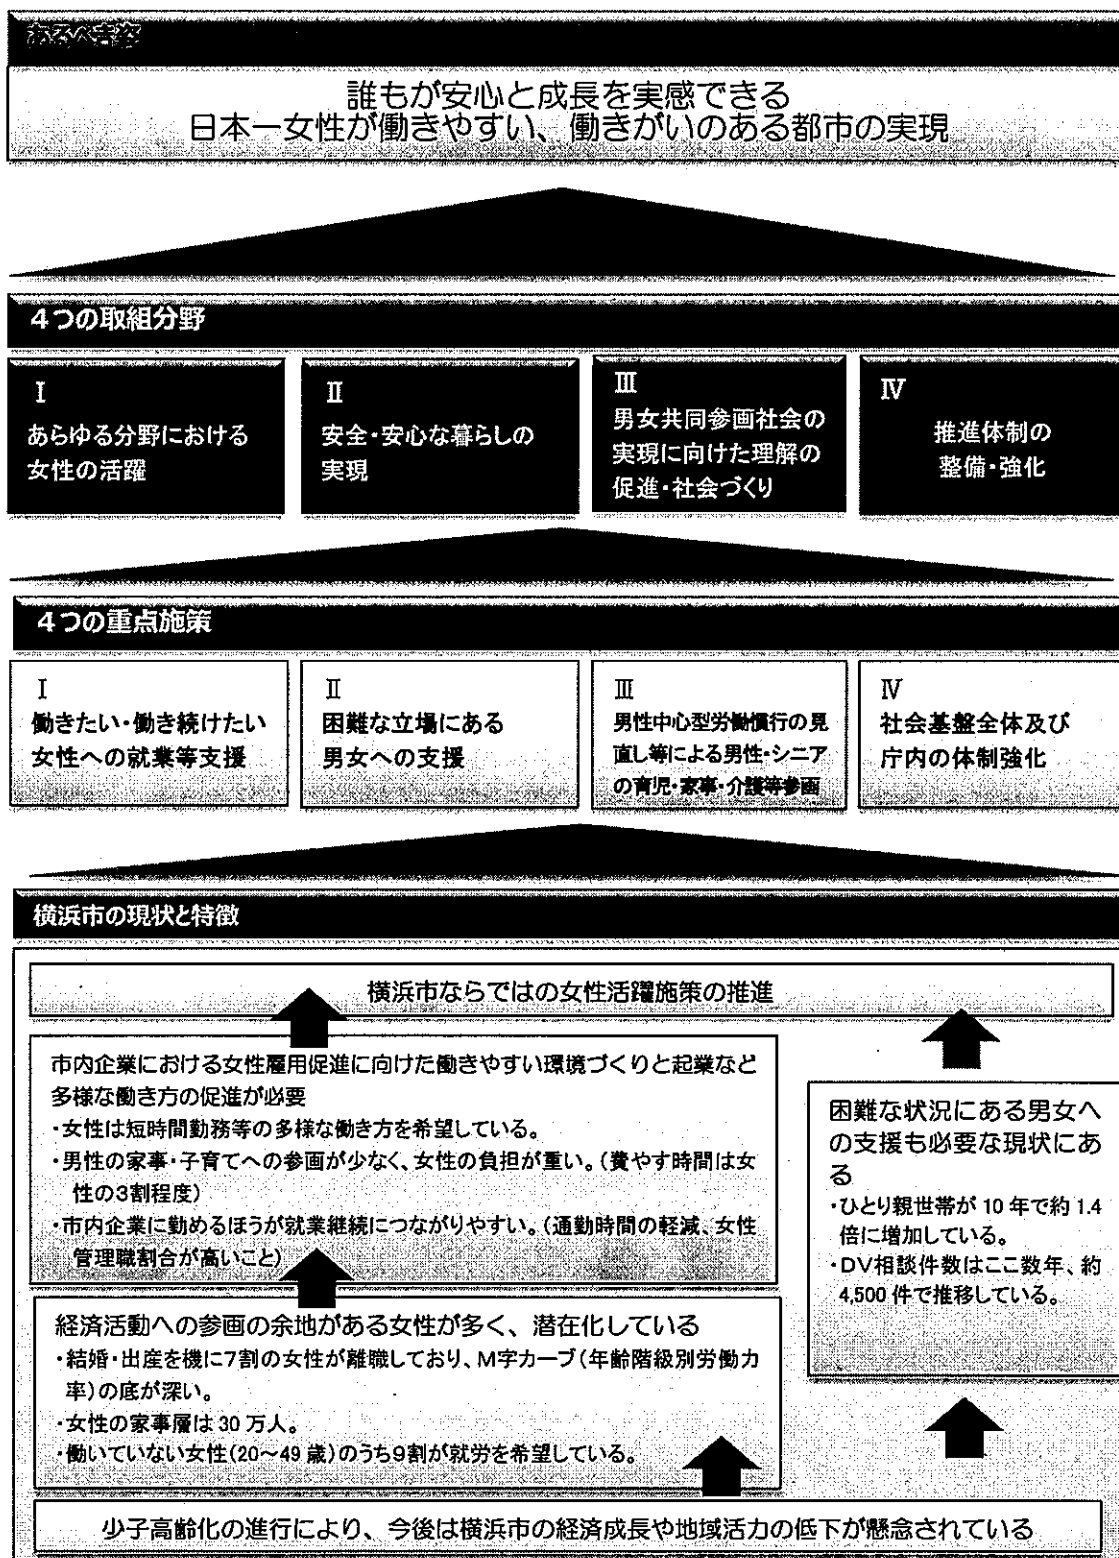 あるべき姿
誰もが安心と成長を実感できる
日本一女性が働きやすい、働きがいのある都市の実現
4つの取組分野
Ⅰ
あらゆる分野における
女性の活躍
Ⅱ
安全・安心な暮らしの
実現
Ⅲ
男女共同参画社会の
実現に向けた理解の
促進・社会づくり
Ⅳ
推進体制の
整備・強化
4つの重点施策
Ⅰ
働きたい・働き続けたい
女性への就業等支援
Ⅱ
困難な立場にある
男女への支援
Ⅲ
男性中心型労働慣行の見
直し等による男性・シニア
の育児・家事・介護等参画
Ⅳ
社会基盤全体及び
庁内の体制強化
横浜市の現状と特徴
横浜市ならではの女性活躍施策の推進
市内企業における女性雇用促進に向けた働きやすい環境づくりと起業など
多様な働き方の促進が必要
・女性は短時間勤務等の多様な働き方を希望している。
・男性の家事・子育てへの参画が少なく、女性の負担が重い。(費やす時間は女
性の3割程度)
・市内企業に勤めるほうが就業継続につながりやすい。(通勤時間の軽減、女性
管理職割合が高いこと)
困難な状況にある男女へ
の支援も必要な現状にあ
る
・ひとり親世帯が 10 年で約 1.4
倍に増加している。
・DV相談件数はここ数年、約
4,500 件で推移している。
経済活動への参画の余地がある女性が多く、潜在化している
・結婚・出産を機に7割の女性が離職しており、M字カーブ(年齢階級別労働力
率)の底が深い。
・女性の家事層は 30 万人。
・働いていない女性(20~49 歳)のうち9割が就労を希望している。
少子高齢化の進行により、今後は横浜市の経済成長や地域活力の低下が懸念されている